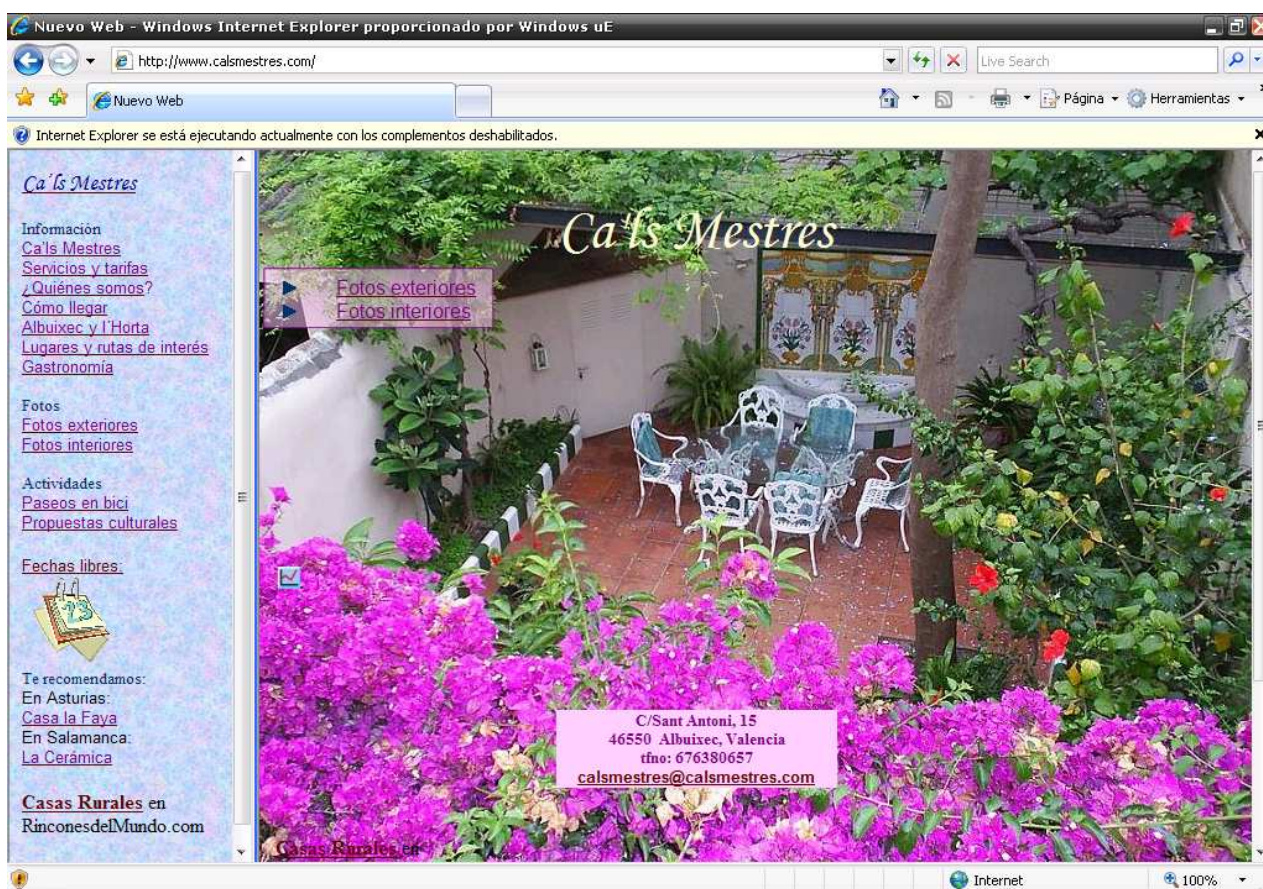 Nuevo Web - Windows Internet Explorer proporcionado por Windows uE
http://www.calsmestres.com/
Live Search
Nuevo Web
Página
Herramientas
Internet Explorer se está ejecutando actualmente con los complementos deshabilitados.
Ca´ls Mestres
Información
Ca'ls Mestres
Servicios y tarifas
¿Quiénes somos?
Cómo llegar
Albuixec y l´Horta
Lugares y rutas de interés
Gastronomía
Fotos
Fotos exteriores
Fotos interiores
Actividades
Paseos en bici
Propuestas culturales
Fechas libres:
23
Te recomendamos:
En Asturias:
Casa la Faya
En Salamanca:
La Cerámica
Casas Rurales en
RinconesdelMundo.com
Ca'ls Mestres
Fotos exteriores
Fotos interiores
C/Sant Antoni, 15
46550 Albuixec, Valencia
tfno: 676380657
calsmestres@calsmestres.com
Casas Rurales en
Internet
100%